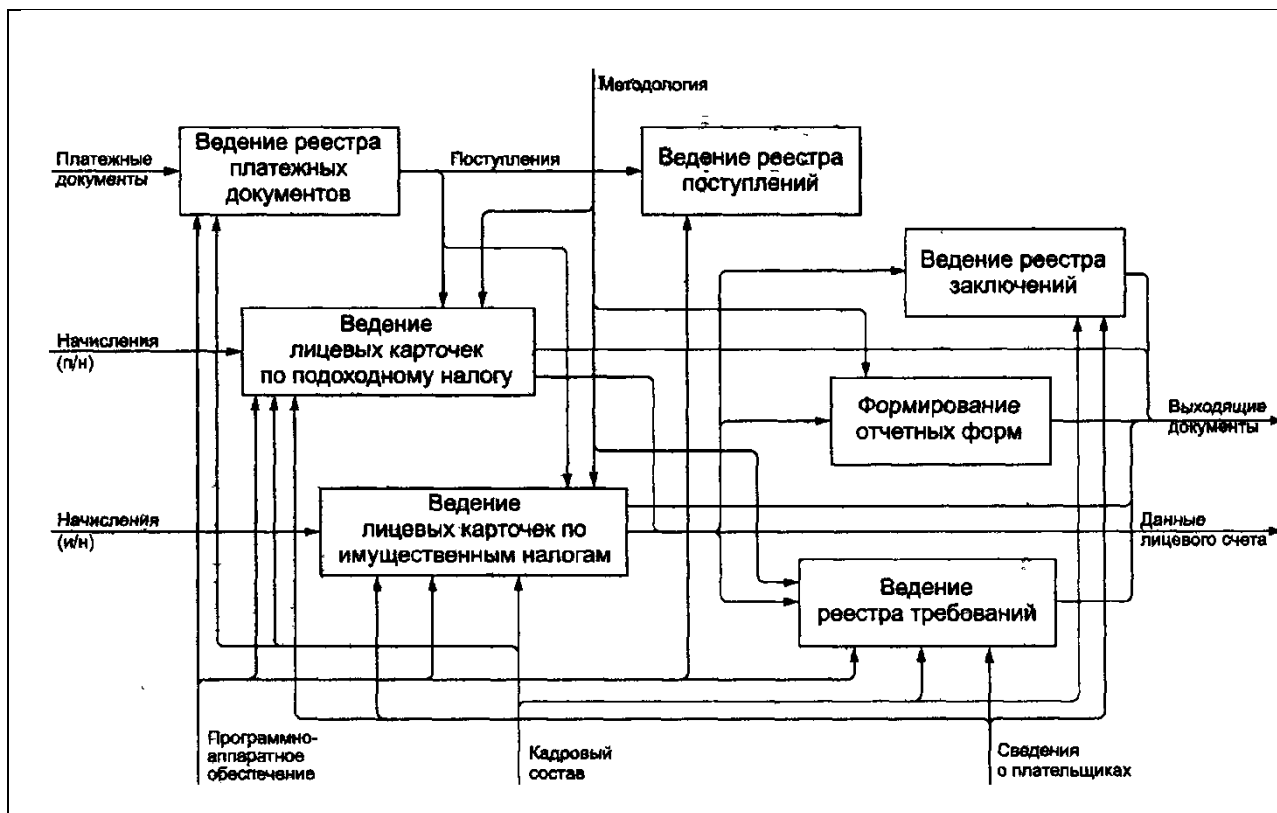 Методология
Платежные
документы
Ведение реестра
платежных
документов
Поступления
Ведение реестра
поступлений
Ведение реестра
заключений
Начисления
(п/н)
Ведение
лицевых карточек
по подоходному налогу
Формирование
отчетных форм
Выходящие
документы
Начисления
(и/н)
Ведение
лицевых карточек по
имущественным налогам
Данные
лицевого счета
Ведение
реестра требований
Программно-
аппаратное
обеспечение
Кадровый
состав
Сведения
о плательщиках